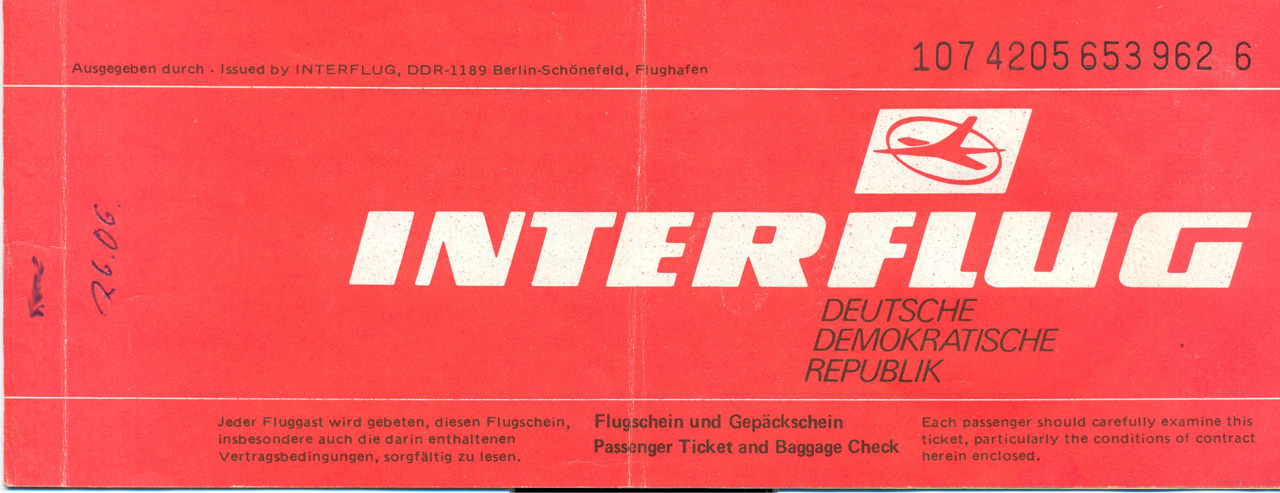 Ausgegeben durch · Issued by INTERFLUG, DDR-1189 Berlin-Schönefeld, Flughafen
107 4205 653 962 6
INTERFLUG
DEUTSCHE
DEMOKRATISCHE
REPUBLIK
26.06.
Jeder Fluggast wird gebeten, diesen Flugschein,
insbesondere auch die darin enthaltenen
Vertragsbedingungen, sorgfältig zu lesen.
Flugschein und Gepäckschein
Passenger Ticket and Baggage Check
Each passenger should carefully examine this
ticket, particularly the conditions of contract
herein enclosed.